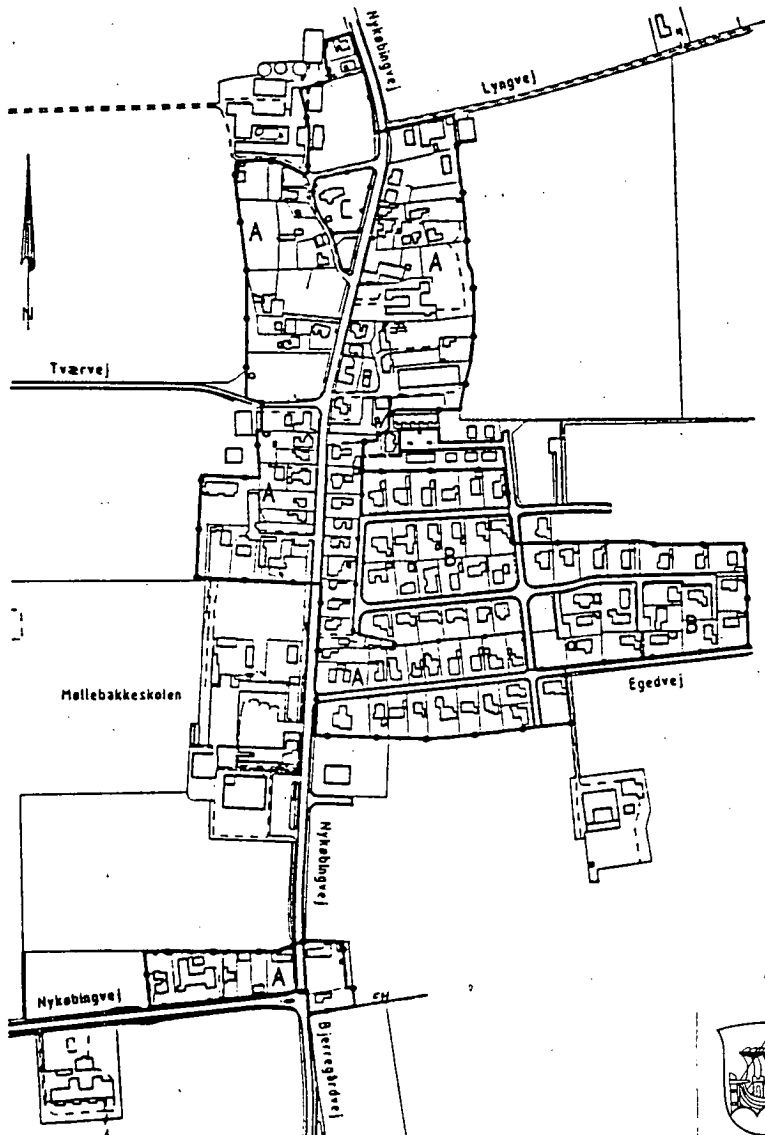 Nykøbingvej
Lyngvej
A
A
N
Tværvej
A
B
B
A
Egedvej
Møllebakkeskolen
Nykøbingvej
A
Nykøbingvej
Bjerregårdvej